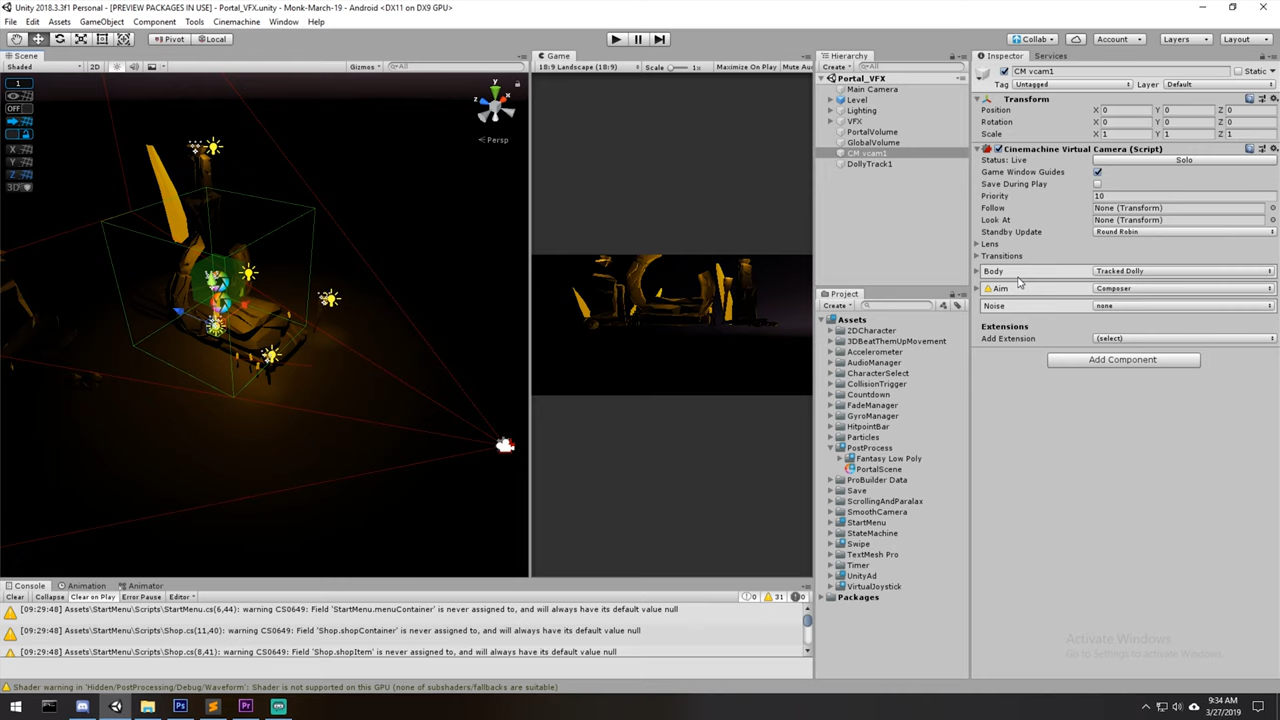 Unity 2018.3.3f1 Personal - [PREVIEW PACKAGES IN USE] - Portal_VFX.unity - Monk-March-19 - Android <DX11 on DX9 GPU>
File Edit Assets GameObject Component Tools Cinemachine Window Help
Pivot Local Collab Account Layers Layout
Scene
Shaded 2D Gizmos All
1
OFF
X
Y
Z
3D
y
z
Persp
Game
18:9 Landscape (18:9) Scale 1x Maximize On Play Mute Au
Hierarchy
Create All
Portal_VFX
Main Camera
Level
Lighting
VFX
PortalVolume
GlobalVolume
CM vcam1
DollyTrack1
Project
Create
Assets
2DCharacter
3DBeatThemUpMovement
Accelerometer
AudioManager
CharacterSelect
CollisionTrigger
Countdown
FadeManager
GyroManager
HitpointBar
Particles
PostProcess
Fantasy Low Poly
PortalScene
ProBuilder Data
Save
ScrollingAndParalax
SmoothCamera
StartMenu
StateMachine
Swipe
TextMesh Pro
Timer
UnityAd
VirtualJoystick
Packages
Inspector Services
CM vcam1 Static
Tag Untagged Layer Default
Transform
Position X 0 Y 0 Z 0
Rotation X 0 Y 0 Z 0
Scale X 1 Y 1 Z 1
Cinemachine Virtual Camera (Script)
Status: Live Solo
Game Window Guides
Save During Play
Priority 10
Follow None (Transform)
Look At None (Transform)
Standby Update Round Robin
Lens
Transitions
Body Tracked Dolly
Aim Composer
Noise none
Extensions
Add Extension (select)
Add Component
Console Animation Animator
Clear Collapse Clear on Play Error Pause Editor 0 31 0
[09:29:48] Assets\StartMenu\Scripts\StartMenu.cs(6,44): warning CS0649: Field 'StartMenu.menuContainer' is never assigned to, and will always have its default value null
[09:29:48] Assets\StartMenu\Scripts\Shop.cs(11,40): warning CS0649: Field 'Shop.shopContainer' is never assigned to, and will always have its default value null
[09:29:48] Assets\StartMenu\Scripts\Shop.cs(8,41): warning CS0649: Field 'Shop.shopItem' is never assigned to, and will always have its default value null
Shader warning in 'Hidden/PostProcessing/Debug/Waveform': Shader is not supported on this GPU (none of subshaders/fallbacks are suitable)
Activate Windows
Go to Settings to activate Windows.
Ps Pr
9:34 AM
3/27/2019